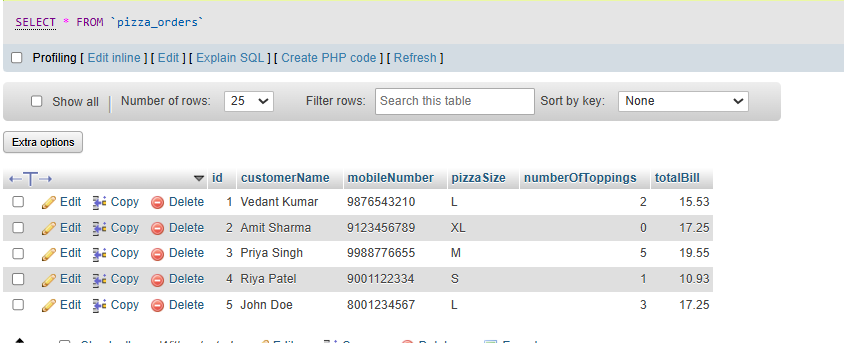 SELECT * FROM `pizza_orders`
Profiling [ Edit inline ] [ Edit ] [ Explain SQL ] [ Create PHP code ] [ Refresh ]
Show all | Number of rows: 25 Filter rows: Search this table Sort by key: None
Extra options
←T→ id customerName mobileNumber pizzaSize numberOfToppings totalBill
Edit Copy Delete 1 Vedant Kumar 9876543210 L 2 15.53
Edit Copy Delete 2 Amit Sharma 9123456789 XL 0 17.25
Edit Copy Delete 3 Priya Singh 9988776655 M 5 19.55
Edit Copy Delete 4 Riya Patel 9001122334 S 1 10.93
Edit Copy Delete 5 John Doe 8001234567 L 3 17.25